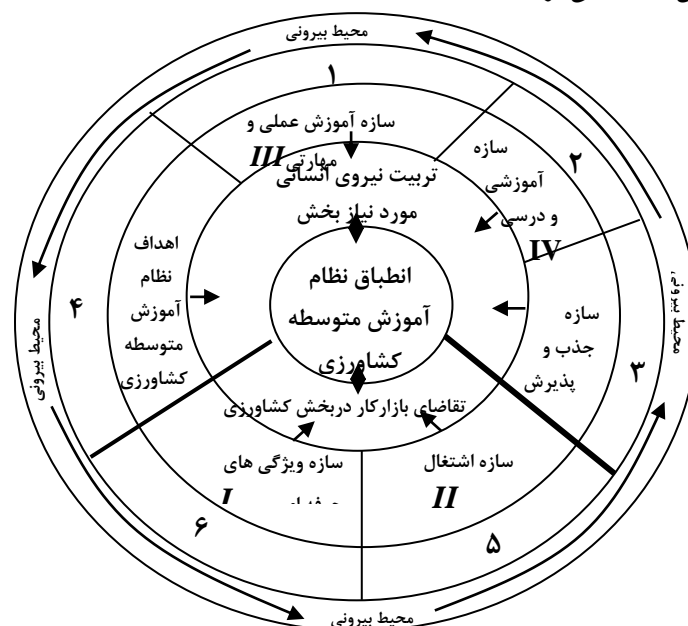 محیط بیرونی
۱
سازه آموزش عملی و
مهارتی III
تربیت نیروی انسانی
مورد نیاز بخش
سازه
آموزشی
و درسی
IV
۲
اهداف
نظام
آموزش
متوسطه
کشاورزی
۴
محیط بیرونی
انطباق نظام
آموزش متوسطه
کشاورزی
سازه
جذب و
پذیرش
۳
محیط بیرونی
تقاضای بازارکار دربخش کشاورزی
سازه ویژگی های
I
۶
سازه اشتغال
II
۵
محیط بیرونی